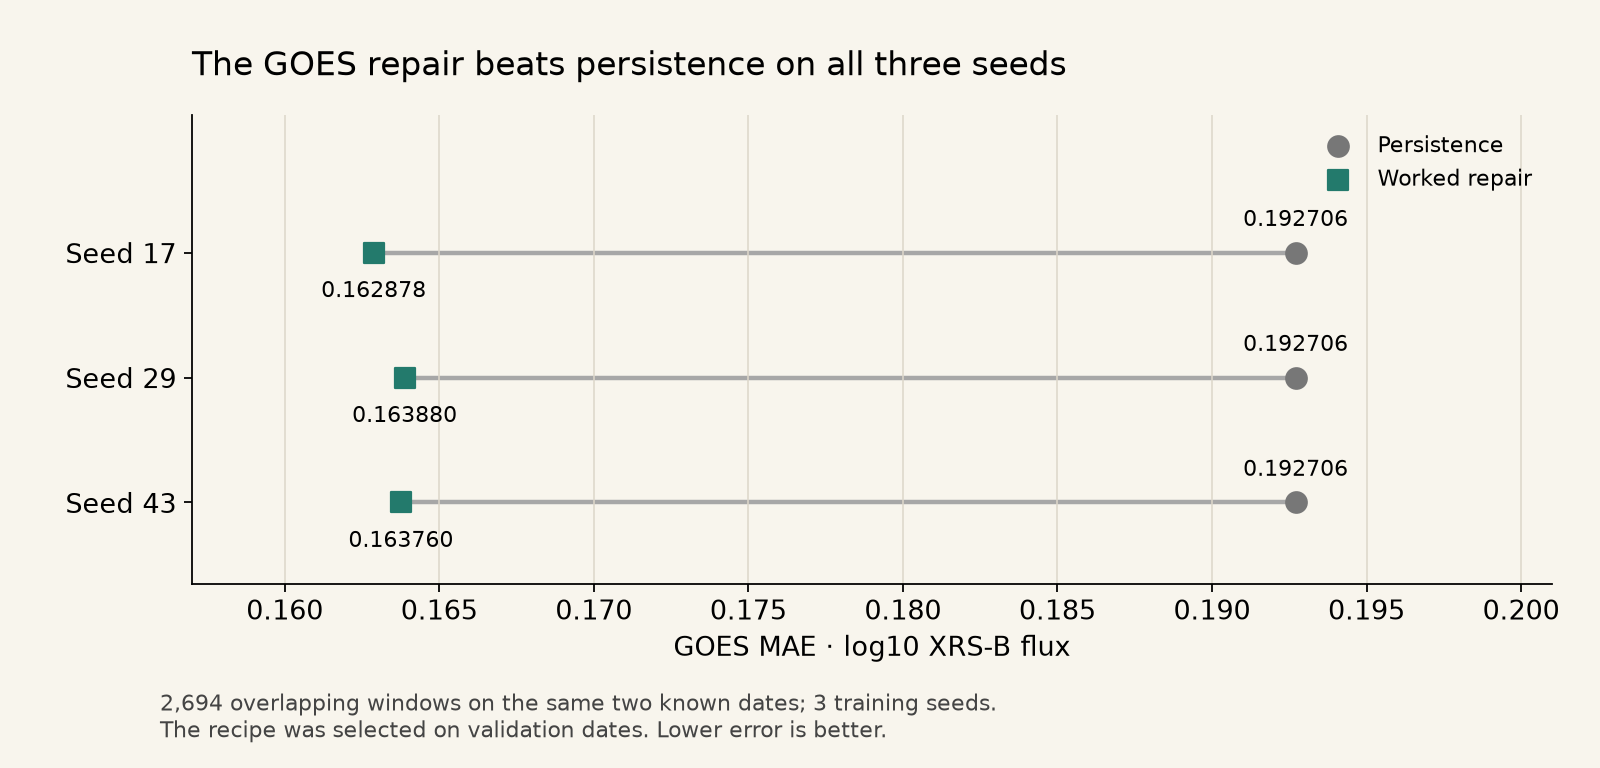 The GOES repair beats persistence on all three seeds
Persistence
Worked repair
Seed 17
0.192706
0.162878
Seed 29
0.192706
0.163880
Seed 43
0.192706
0.163760
0.160 0.165 0.170 0.175 0.180 0.185 0.190 0.195 0.200
GOES MAE · log10 XRS-B flux
2,694 overlapping windows on the same two known dates; 3 training seeds.
The recipe was selected on validation dates. Lower error is better.